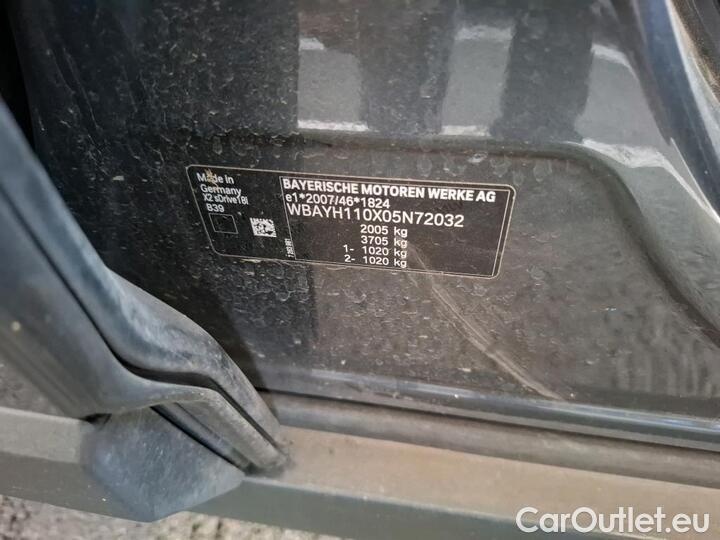 Made in
Germany
X2 sDrive18i
B39
BAYERISCHE MOTOREN WERKE AG
e1*2007/46*1824
WBAYH110X05N72032
2005 kg
3705 kg
1- 1020 kg
2- 1020 kg
CarOutlet.eu